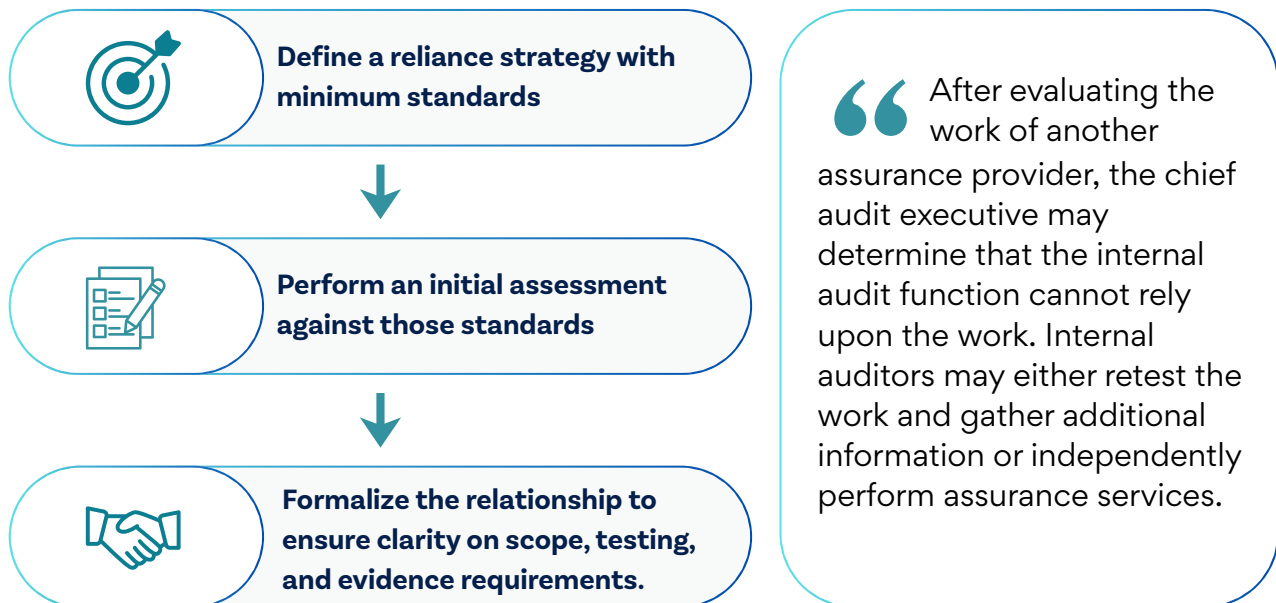 Define a reliance strategy with
minimum standards
Perform an initial assessment
against those standards
Formalize the relationship to
ensure clarity on scope, testing,
and evidence requirements.
“ After evaluating the
work of another
assurance provider, the chief
audit executive may
determine that the internal
audit function cannot rely
upon the work. Internal
auditors may either retest the
work and gather additional
information or independently
perform assurance services.